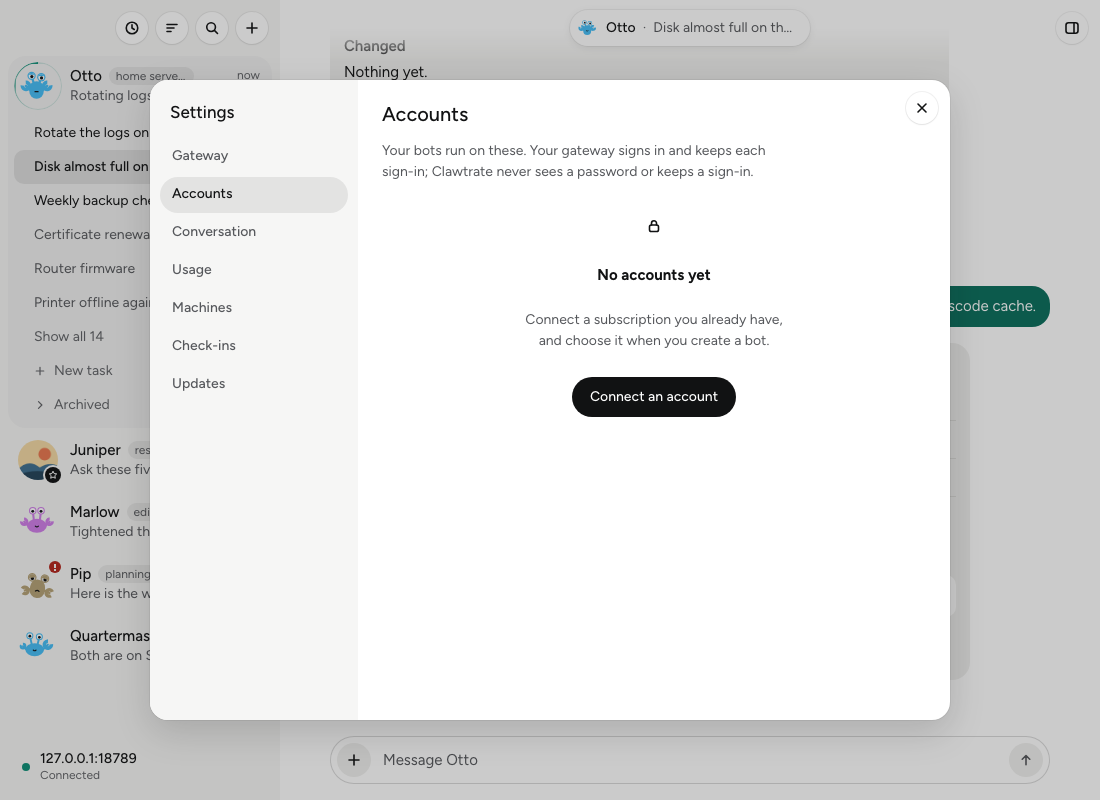 Otto · Disk almost full on th…
Otto home serve… now
Rotating logs
Rotate the logs on
Disk almost full on
Weekly backup che
Certificate renewa
Router firmware
Printer offline again
Show all 14
New task
Archived
Juniper res
Ask these five
Marlow edi
Tightened th
Pip planning
Here is the w
Quartermas
Both are on S
127.0.0.1:18789
Connected
Changed
Nothing yet.
scode cache.
Message Otto
Settings
Gateway
Accounts
Conversation
Usage
Machines
Check-ins
Updates
Accounts
Your bots run on these. Your gateway signs in and keeps each
sign-in; Clawtrate never sees a password or keeps a sign-in.
No accounts yet
Connect a subscription you already have,
and choose it when you create a bot.
Connect an account